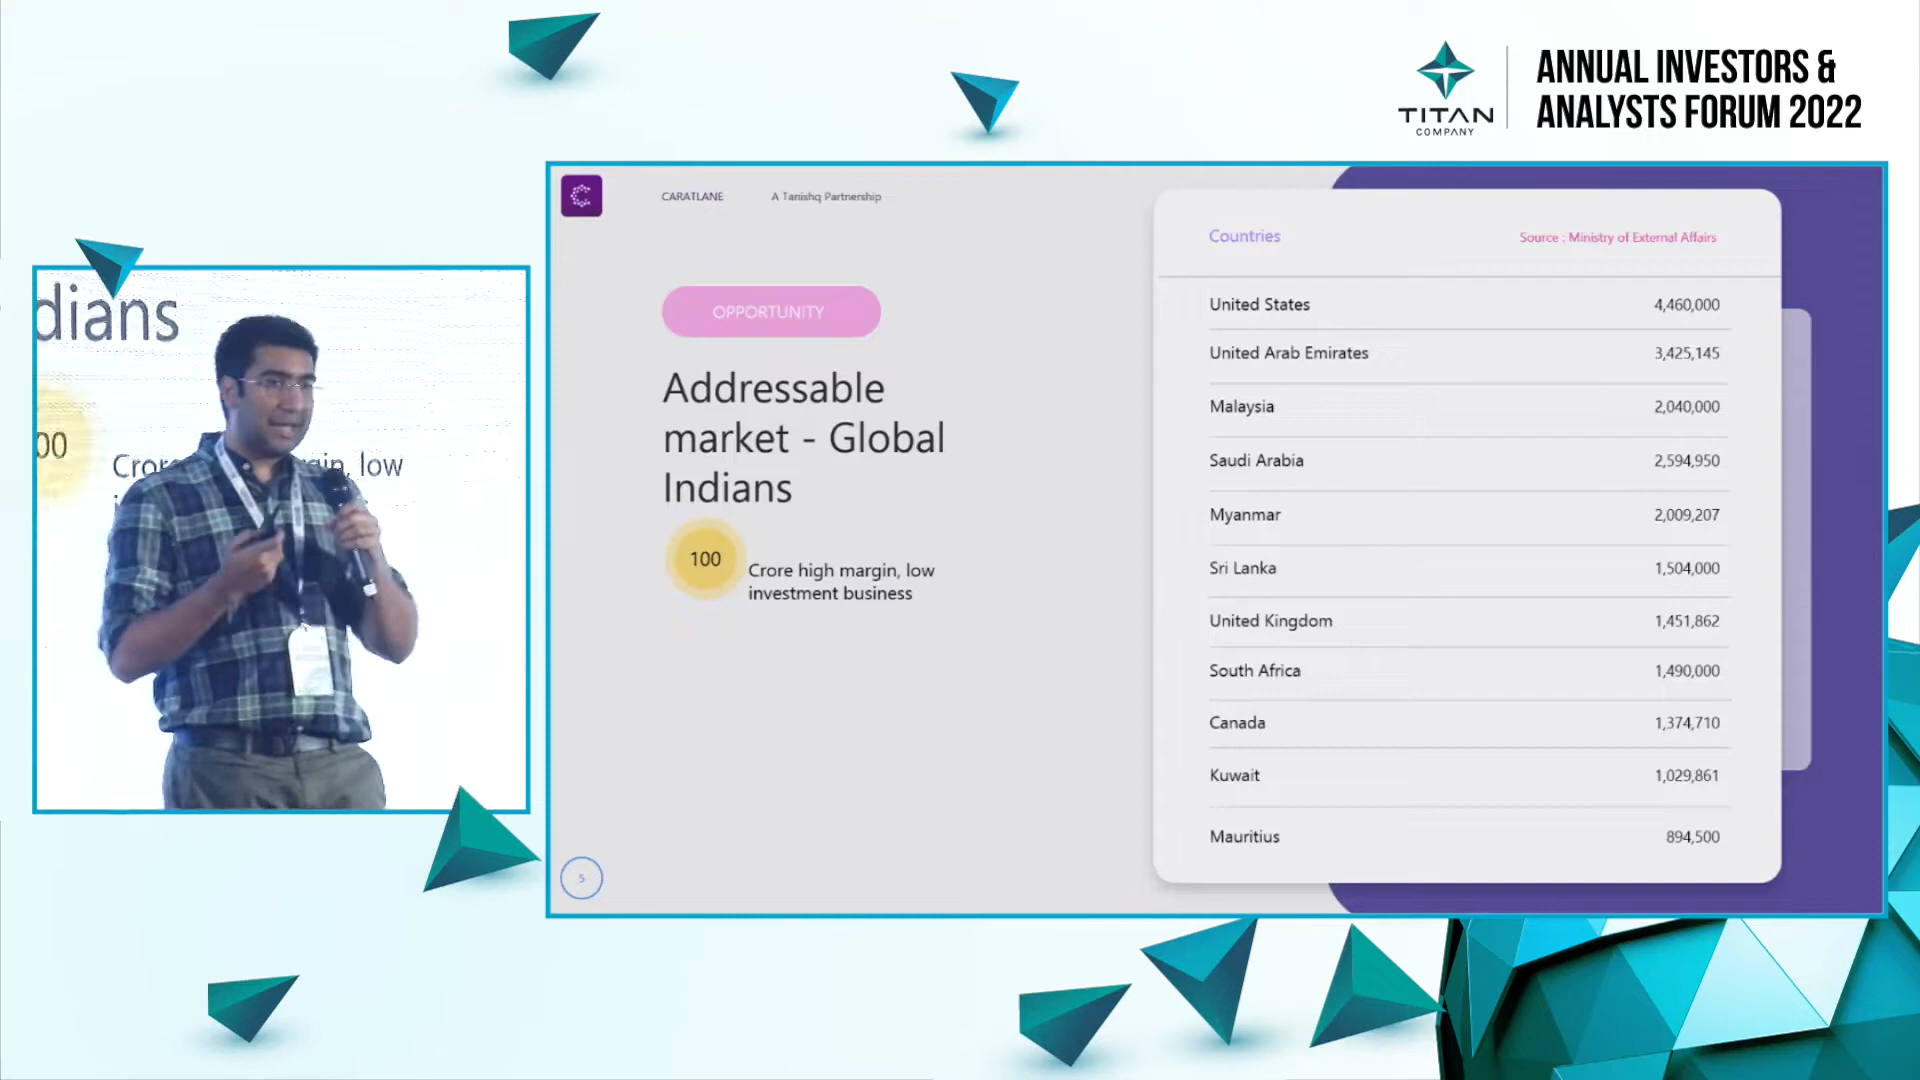 TITAN
COMPANY
ANNUAL INVESTORS &
ANALYSTS FORUM 2022
dians
00
Crore
gin, low
CARATLANE
A Tanishq Partnership
OPPORTUNITY
Addressable
market - Global
Indians
100
Crore high margin, low
investment business
5
Countries
Source : Ministry of External Affairs
United States 4,460,000
United Arab Emirates 3,425,145
Malaysia 2,040,000
Saudi Arabia 2,594,950
Myanmar 2,009,207
Sri Lanka 1,504,000
United Kingdom 1,451,862
South Africa 1,490,000
Canada 1,374,710
Kuwait 1,029,861
Mauritius 894,500